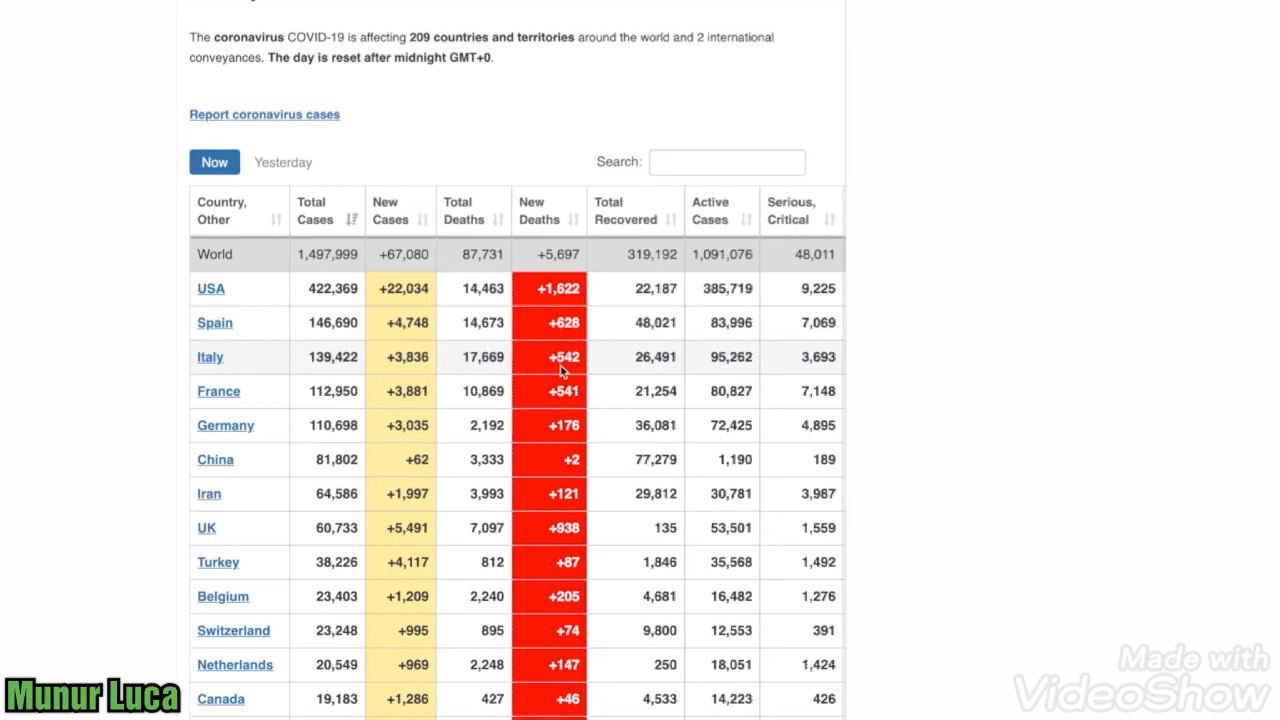 The coronavirus COVID-19 is affecting 209 countries and territories around the world and 2 international
conveyances. The day is reset after midnight GMT+0.
Report coronavirus cases
Now Yesterday Search:
Country, Total New Total New Total Active Serious,
Other Cases Cases Deaths Deaths Recovered Cases Critical
World 1,497,999 +67,080 87,731 +5,697 319,192 1,091,076 48,011
USA 422,369 +22,034 14,463 +1,622 22,187 385,719 9,225
Spain 146,690 +4,748 14,673 +628 48,021 83,996 7,069
Italy 139,422 +3,836 17,669 +542 26,491 95,262 3,693
France 112,950 +3,881 10,869 +541 21,254 80,827 7,148
Germany 110,698 +3,035 2,192 +176 36,081 72,425 4,895
China 81,802 +62 3,333 +2 77,279 1,190 189
Iran 64,586 +1,997 3,993 +121 29,812 30,781 3,987
UK 60,733 +5,491 7,097 +938 135 53,501 1,559
Turkey 38,226 +4,117 812 +87 1,846 35,568 1,492
Belgium 23,403 +1,209 2,240 +205 4,681 16,482 1,276
Switzerland 23,248 +995 895 +74 9,800 12,553 391
Netherlands 20,549 +969 2,248 +147 250 18,051 1,424
Canada 19,183 +1,286 427 +46 4,533 14,223 426
Munur Luca
Made with
VideoShow